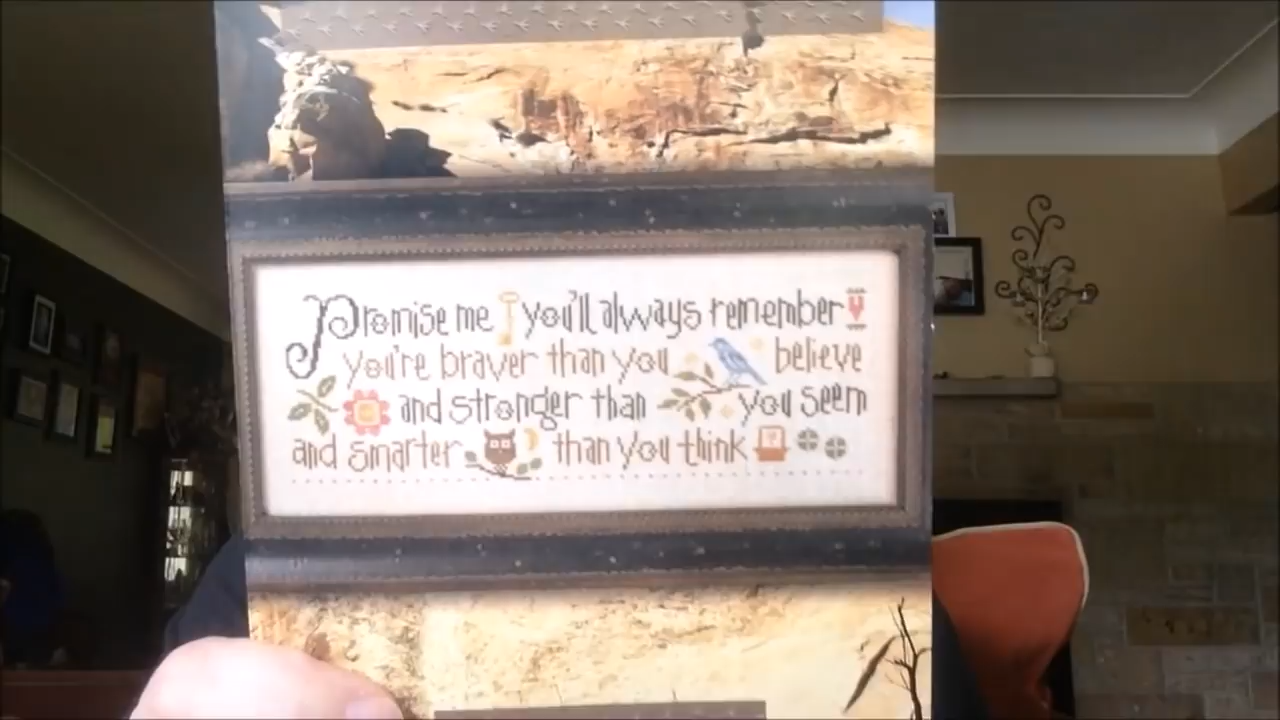 Promise me you'll always remember
you're braver than you believe
and stronger than you seem
and smarter than you think